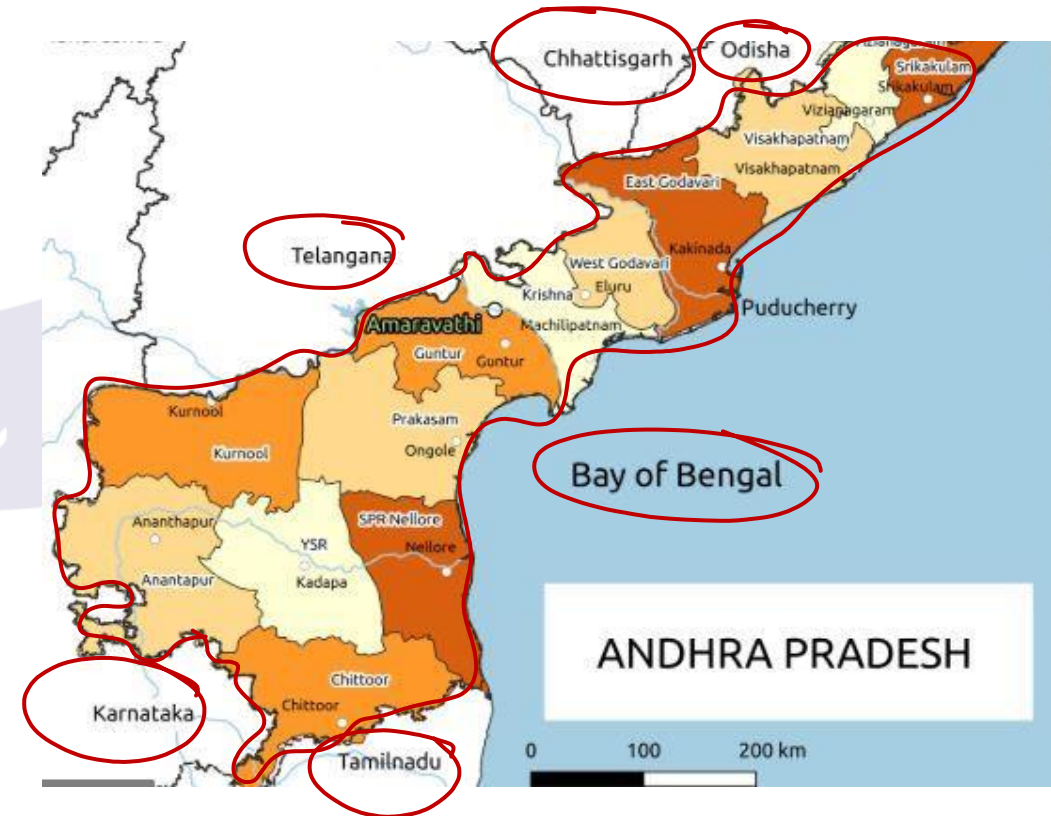 Chhattisgarh
Odisha
Srikakulam
Srikakulam
Vizianagaram
Visakhapatnam
Visakhapatnam
East Godavari
Telangana
Kakinada
West Godavari
Eluru
Krishna
Puducherry
Machilipatnam
Amaravathi
Guntur
Guntur
Kurnool
Prakasam
Ongole
Kurnool
Bay of Bengal
Ananthapur
SPR Nellore
YSR
Nellore
Anantapur
Kadapa
ANDHRA PRADESH
Chittoor
Chittoor
Karnataka
Tamilnadu
0 100 200 km